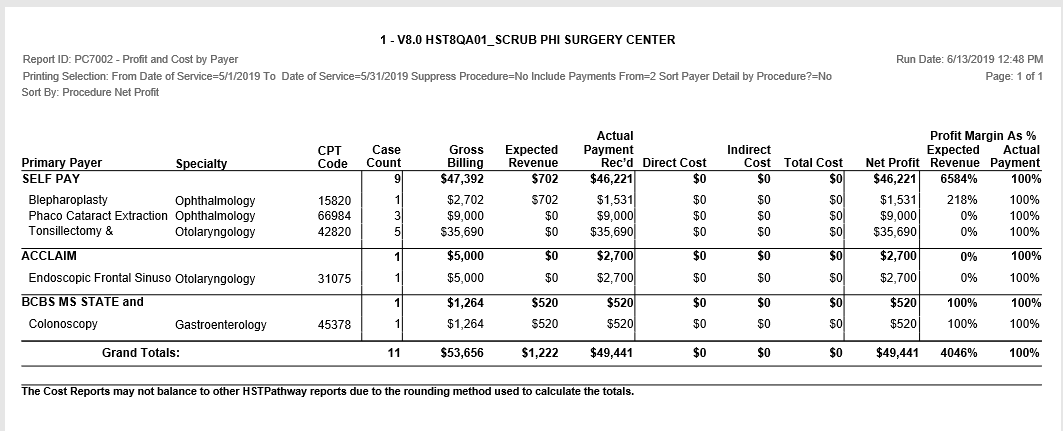 1 - V8.0 HST8QA01_SCRUB PHI SURGERY CENTER
Report ID: PC7002 - Profit and Cost by Payer Run Date: 6/13/2019 12:48 PM
Printing Selection: From Date of Service=5/1/2019 To Date of Service=5/31/2019 Suppress Procedure=No Include Payments From=2 Sort Payer Detail by Procedure?=No Page: 1 of 1
Sort By: Procedure Net Profit
Actual Profit Margin As %
CPT Case Gross Expected Payment Indirect Expected Actual
Primary Payer Specialty Code Count Billing Revenue Rec'd Direct Cost Cost Total Cost Net Profit Revenue Payment
SELF PAY 9 $47,392 $702 $46,221 $0 $0 $0 $46,221 6584% 100%
Blepharoplasty Ophthalmology 15820 1 $2,702 $702 $1,531 $0 $0 $0 $1,531 218% 100%
Phaco Cataract Extraction Ophthalmology 66984 3 $9,000 $0 $9,000 $0 $0 $0 $9,000 0% 100%
Tonsillectomy & Otolaryngology 42820 5 $35,690 $0 $35,690 $0 $0 $0 $35,690 0% 100%
ACCLAIM 1 $5,000 $0 $2,700 $0 $0 $0 $2,700 0% 100%
Endoscopic Frontal Sinuso Otolaryngology 31075 1 $5,000 $0 $2,700 $0 $0 $0 $2,700 0% 100%
BCBS MS STATE and 1 $1,264 $520 $520 $0 $0 $0 $520 100% 100%
Colonoscopy Gastroenterology 45378 1 $1,264 $520 $520 $0 $0 $0 $520 100% 100%
Grand Totals: 11 $53,656 $1,222 $49,441 $0 $0 $0 $49,441 4046% 100%
The Cost Reports may not balance to other HSTPathway reports due to the rounding method used to calculate the totals.